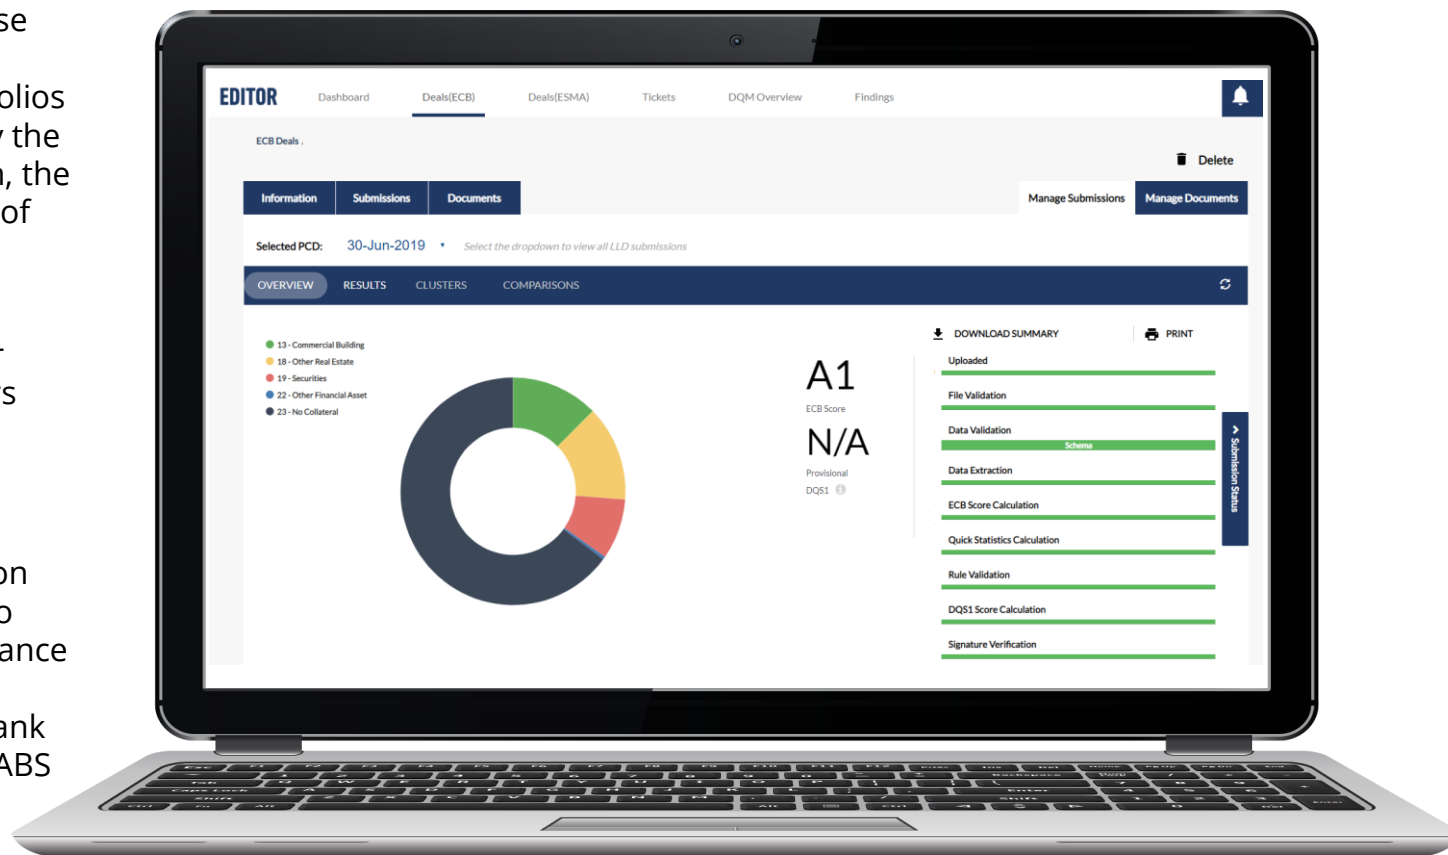 se
olios
y the
n, the
of
r
rs
on
o
ance
ank
ABS
EDITOR Dashboard Deals(ECB) Deals(ESMA) Tickets DQM Overview Findings
ECB Deals .
Delete
Information Submissions Documents Manage Submissions Manage Documents
Selected PCD: 30-Jun-2019 Select the dropdown to view all LLD submissions
OVERVIEW RESULTS CLUSTERS COMPARISONS
13 - Commercial Building
18 - Other Real Estate
19 - Securities
22 - Other Financial Asset
23 - No Collateral
A1
ECB Score
N/A
Provisional
DQS1
DOWNLOAD SUMMARY PRINT
Uploaded
File Validation
Data Validation
Schema
Data Extraction
ECB Score Calculation
Quick Statistics Calculation
Rule Validation
DQS1 Score Calculation
Signature Verification
Submission Status